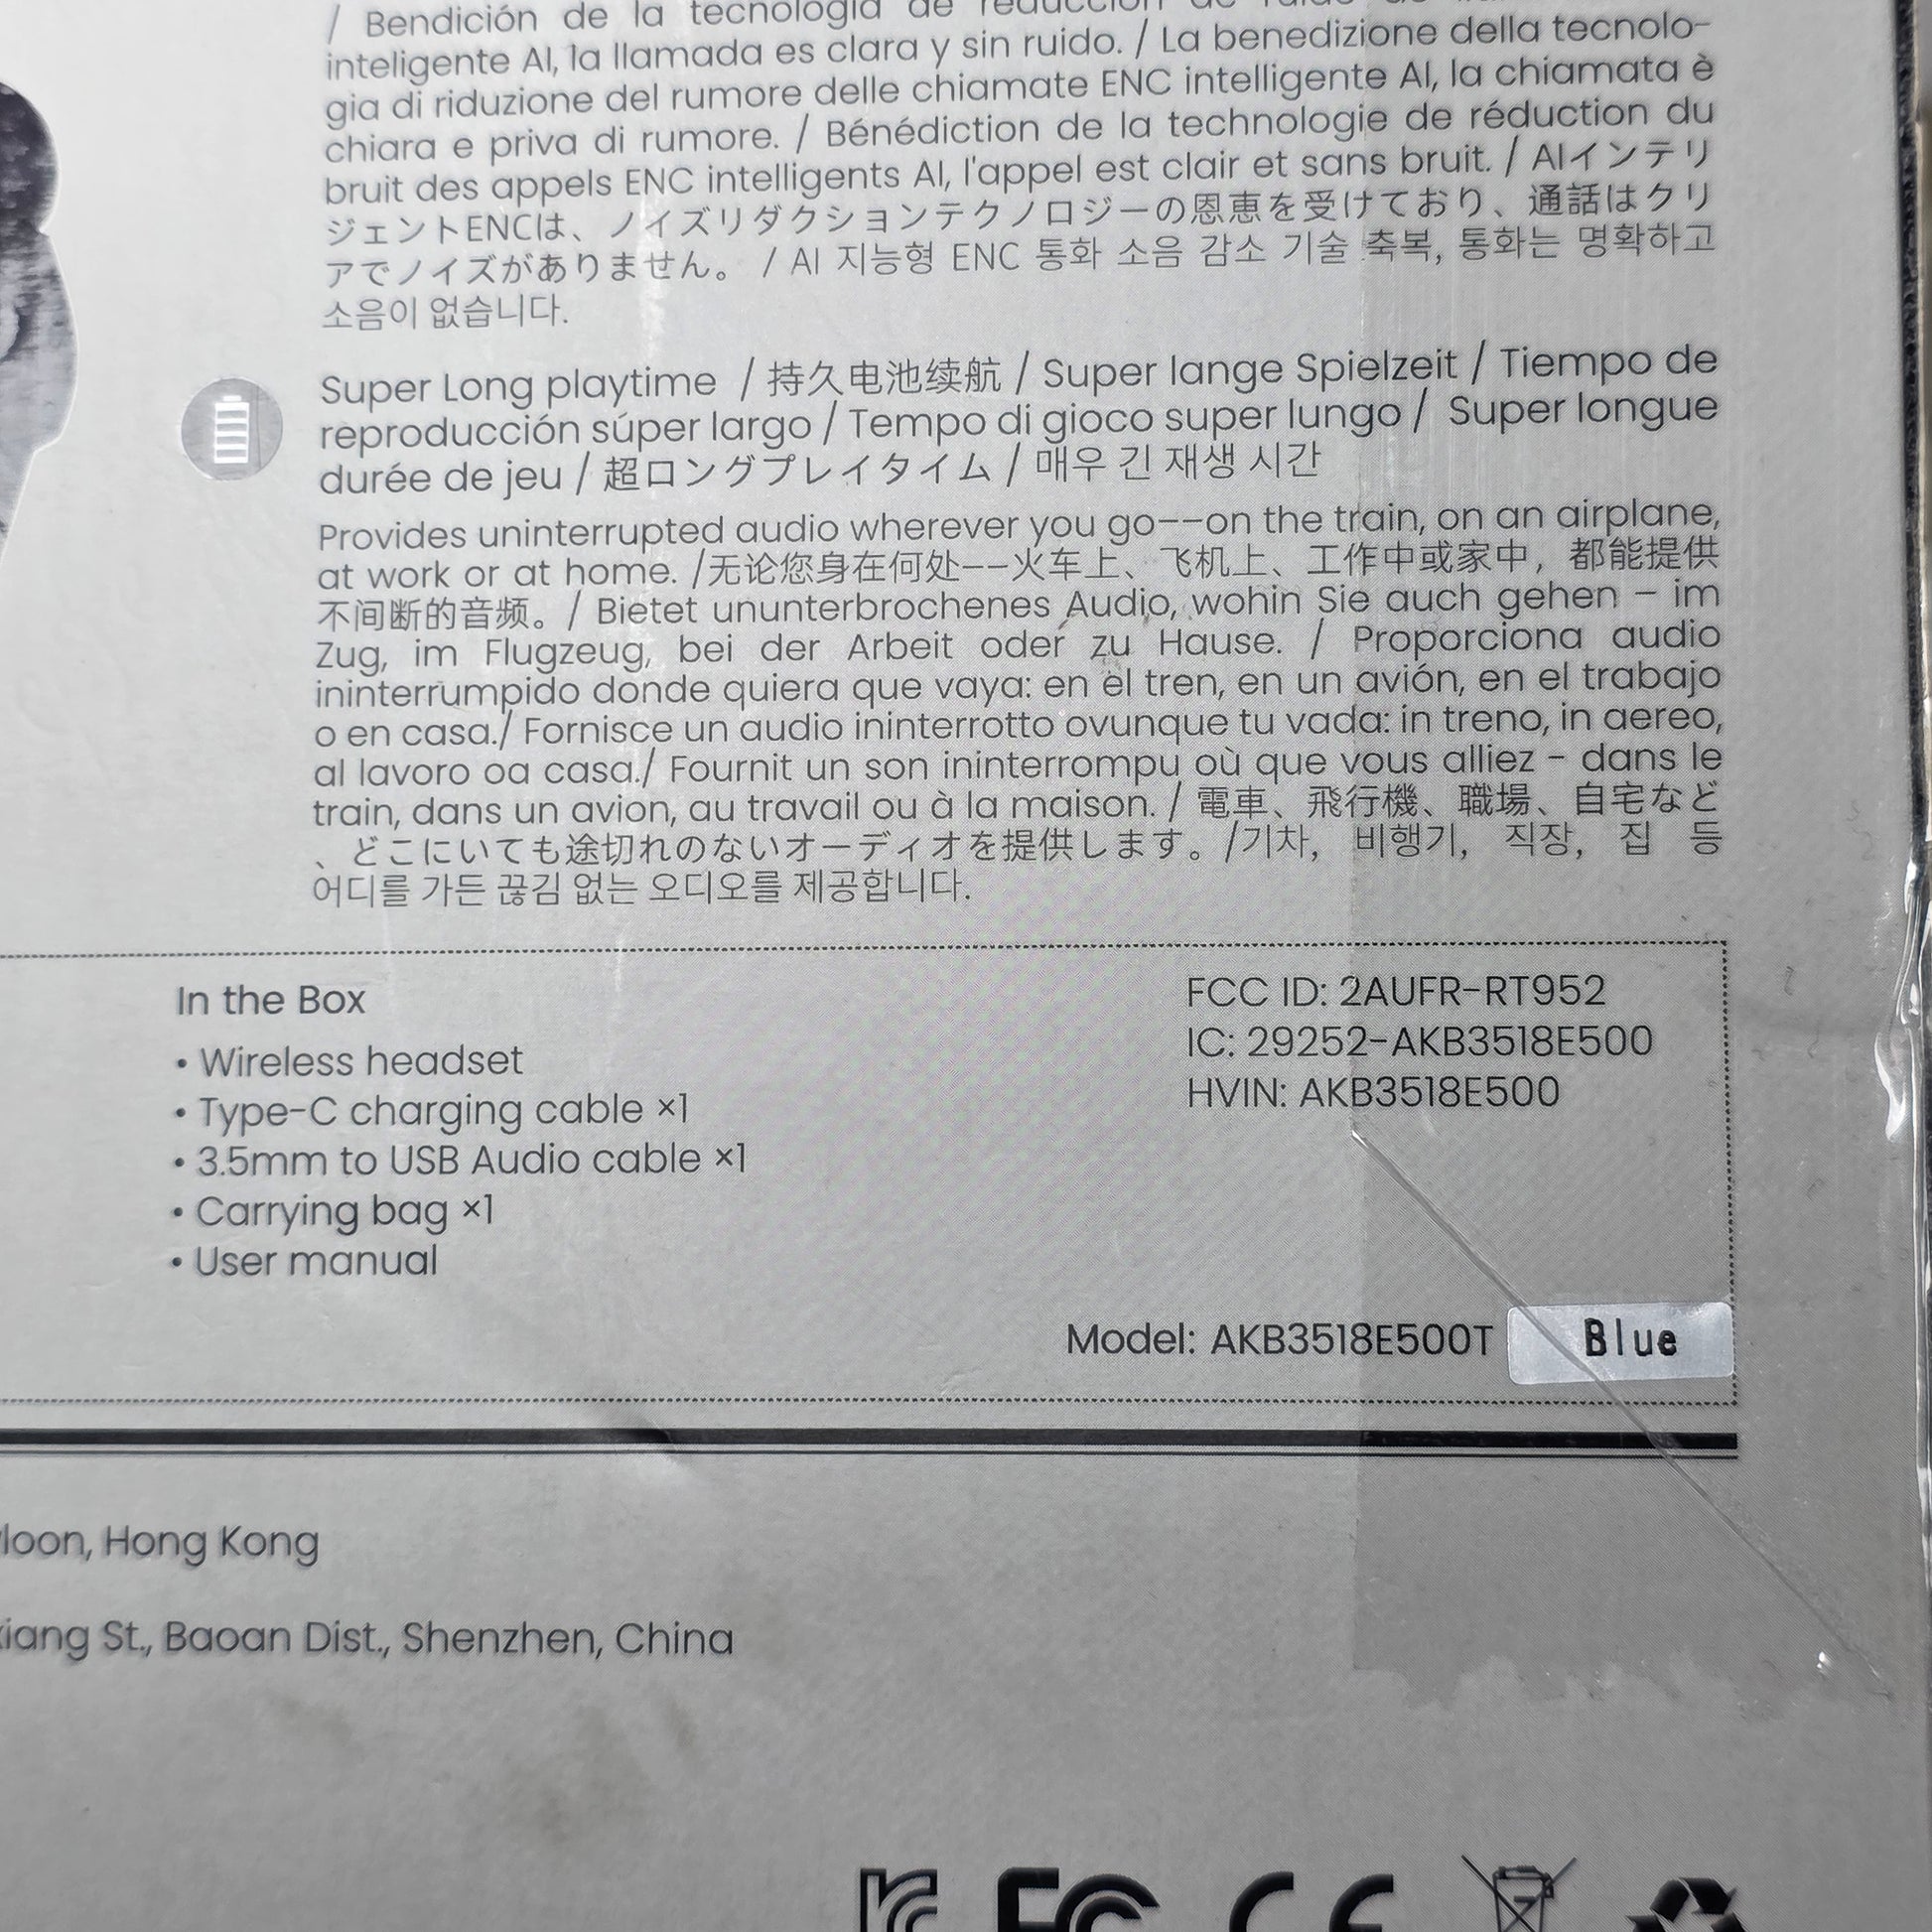 / Bendición de la tecnología de reducción de ruido de
inteligente AI, la llamada es clara y sin ruido. / La benedizione della tecnolo-
gia di riduzione del rumore delle chiamate ENC intelligente AI, la chiamata è
chiara e priva di rumore. / Bénédiction de la technologie de réduction du
bruit des appels ENC intelligents AI, l'appel est clair et sans bruit. / AIインテリ
ジェントENCは、ノイズリダクションテクノロジーの恩恵を受けており、通話はクリ
アでノイズがありません。 / AI 지능형 ENC 통화 소음 감소 기술 축복, 통화는 명확하고
소음이 없습니다.
Super Long playtime / 持久电池续航 / Super lange Spielzeit / Tiempo de
reproducción súper largo / Tempo di gioco super lungo / Super longue
durée de jeu / 超ロングプレイタイム / 매우 긴 재생 시간
Provides uninterrupted audio wherever you go--on the train, on an airplane,
at work or at home. /无论您身在何处--火车上、飞机上、工作中或家中，都能提供
不间断的音频。/ Bietet ununterbrochenes Audio, wohin Sie auch gehen – im
Zug, im Flugzeug, bei der Arbeit oder zu Hause. / Proporciona audio
ininterrumpido donde quiera que vaya: en el tren, en un avión, en el trabajo
o en casa./ Fornisce un audio ininterrotto ovunque tu vada: in treno, in aereo,
al lavoro oa casa./ Fournit un son ininterrompu où que vous alliez - dans le
train, dans un avion, au travail ou à la maison. / 電車、飛行機、職場、自宅など
、どこにいても途切れのないオーディオを提供します。/기차, 비행기, 직장, 집 등
어디를 가든 끊김 없는 오디오를 제공합니다.
In the Box
• Wireless headset
• Type-C charging cable ×1
• 3.5mm to USB Audio cable ×1
• Carrying bag ×1
• User manual
FCC ID: 2AUFR-RT952
IC: 29252-AKB3518E500
HVIN: AKB3518E500
Model: AKB3518E500T Blue
loon, Hong Kong
iang St., Baoan Dist., Shenzhen, China
FC CE